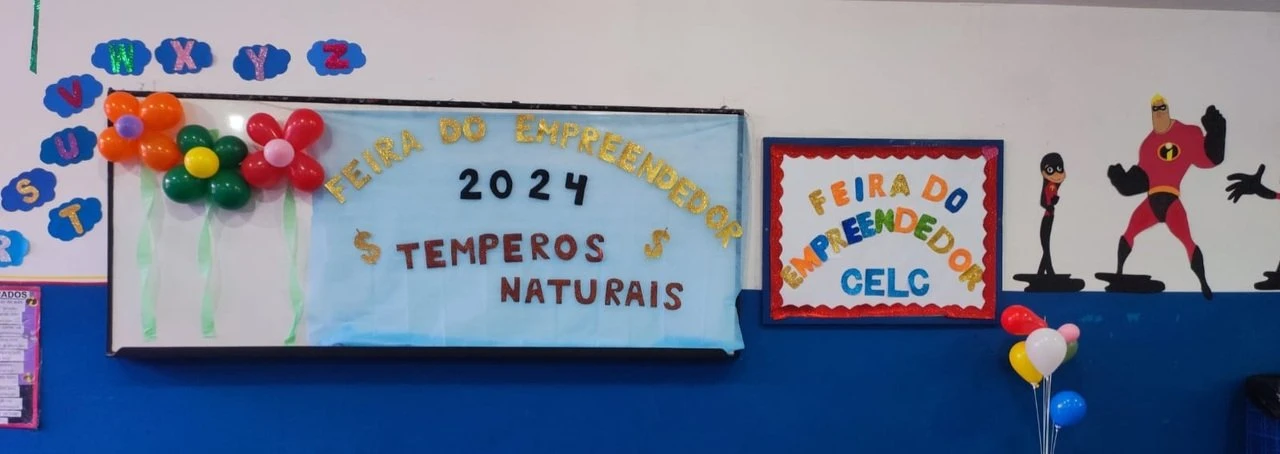 R
S
T
U
V
W
X
Y
Z
FEIRA DO EMPREENDEDOR
2024
$ TEMPEROS $
NATURAIS
FEIRA DO
EMPREENDEDOR
CELC